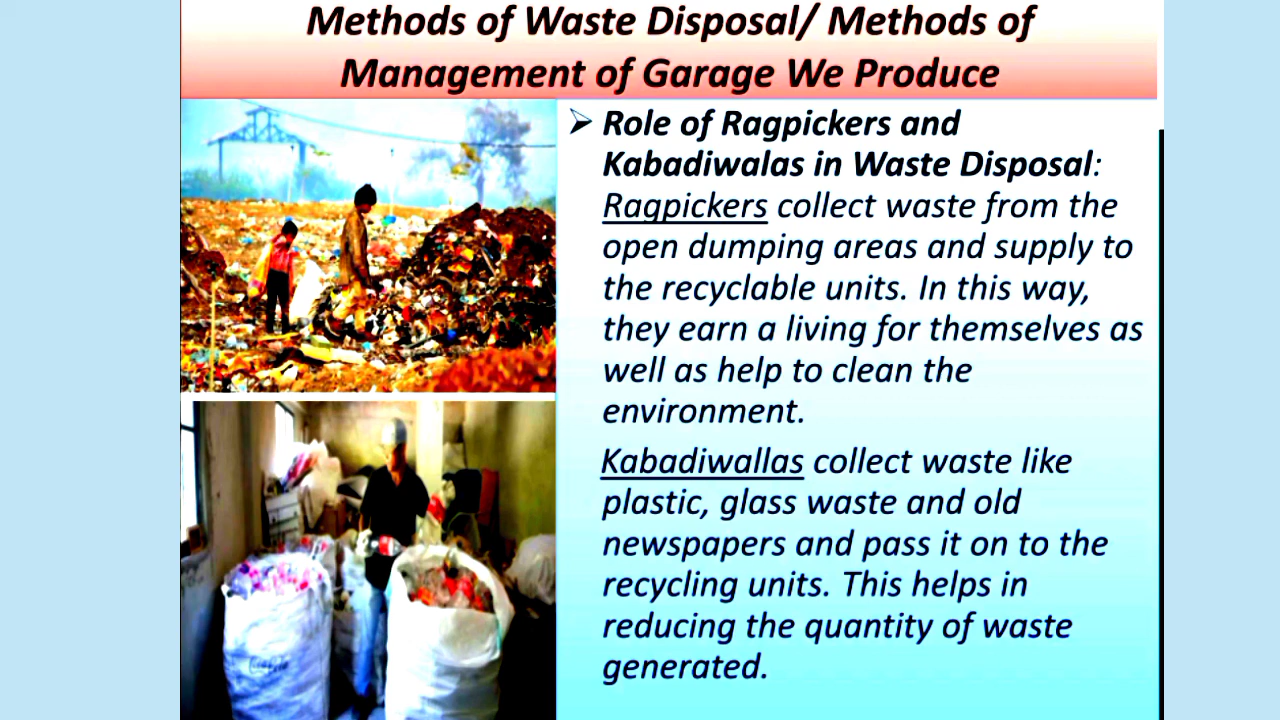 Methods of Waste Disposal/ Methods of
Management of Garage We Produce
➢ Role of Ragpickers and
Kabadiwalas in Waste Disposal:
Ragpickers collect waste from the
open dumping areas and supply to
the recyclable units. In this way,
they earn a living for themselves as
well as help to clean the
environment.
Kabadiwallas collect waste like
plastic, glass waste and old
newspapers and pass it on to the
recycling units. This helps in
reducing the quantity of waste
generated.